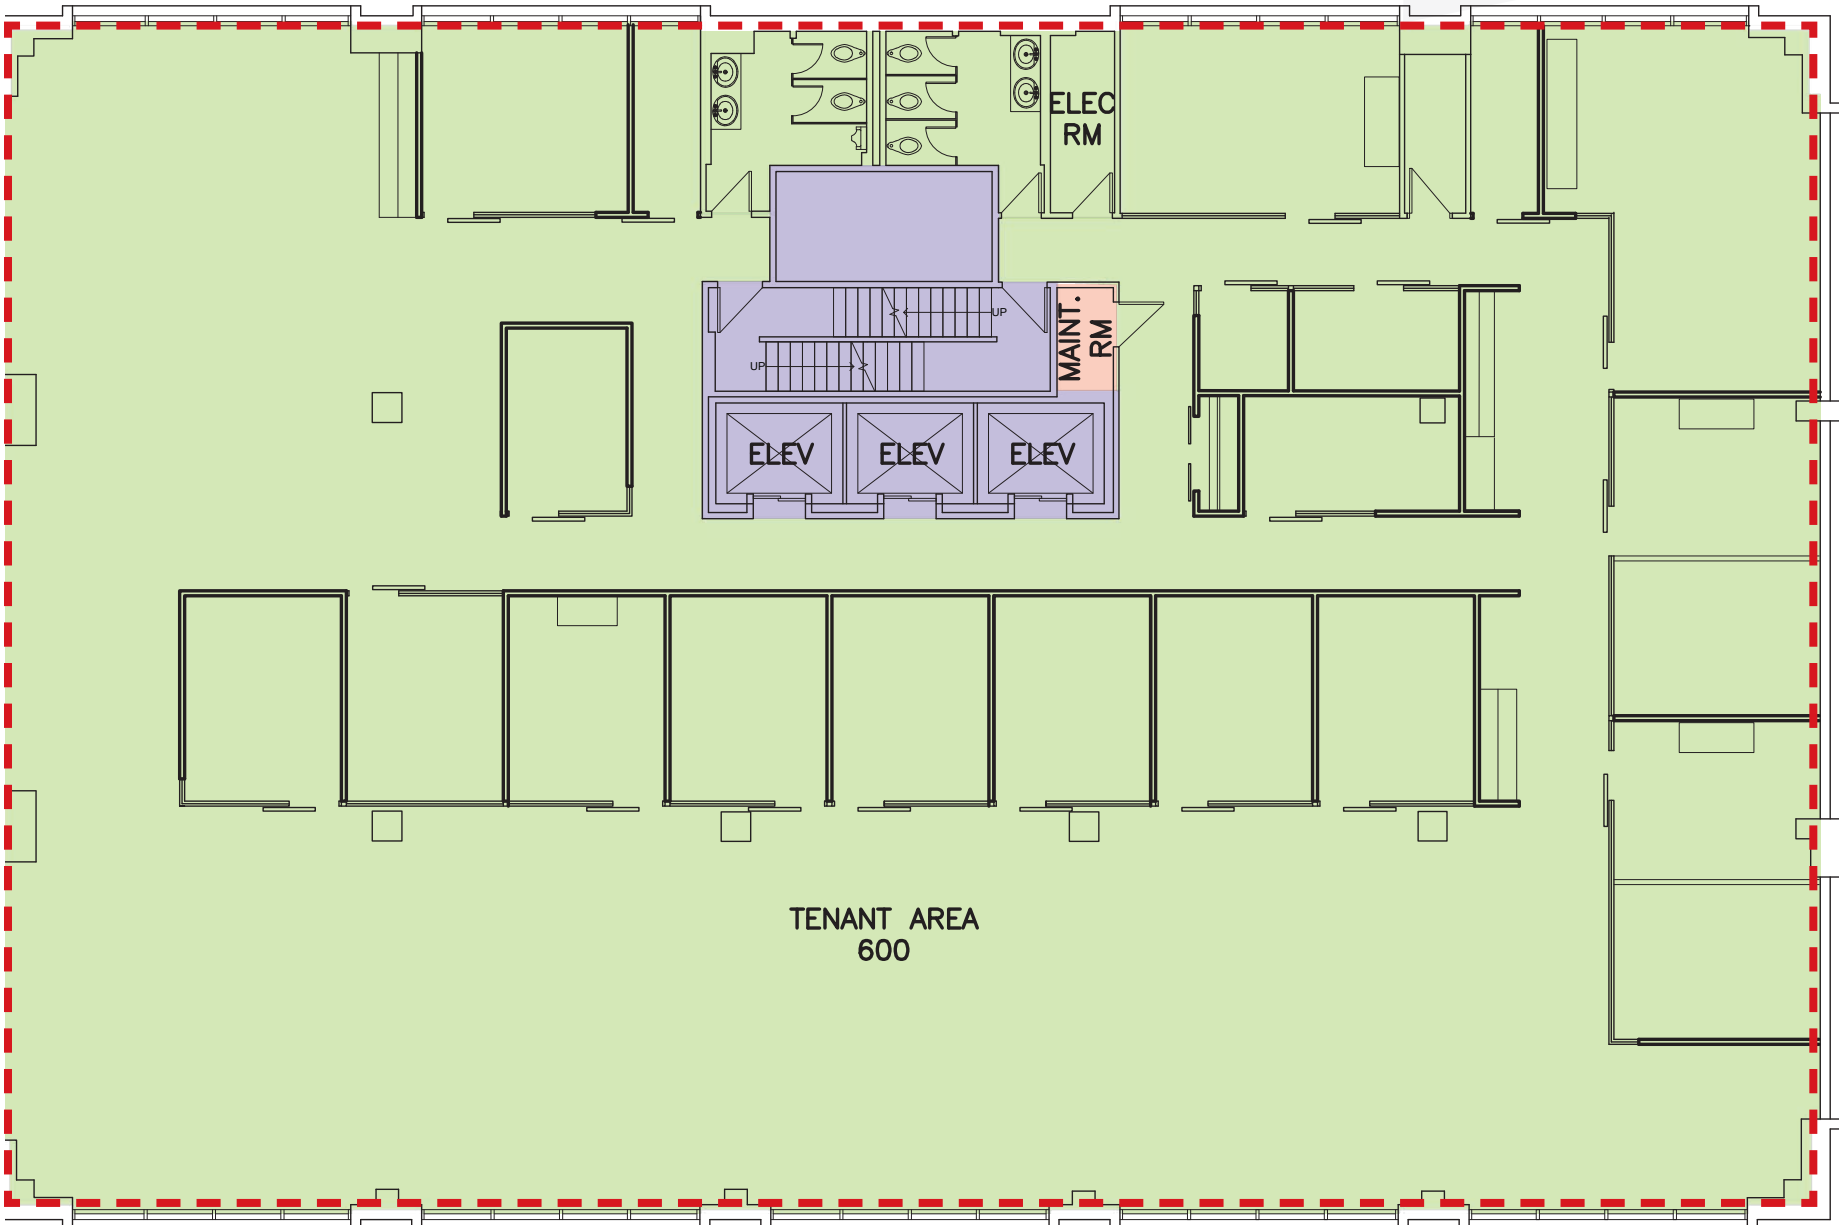 ELEC
RM
UP
MAINT.
RM
UP
ELEV
ELEV
ELEV
TENANT AREA
600